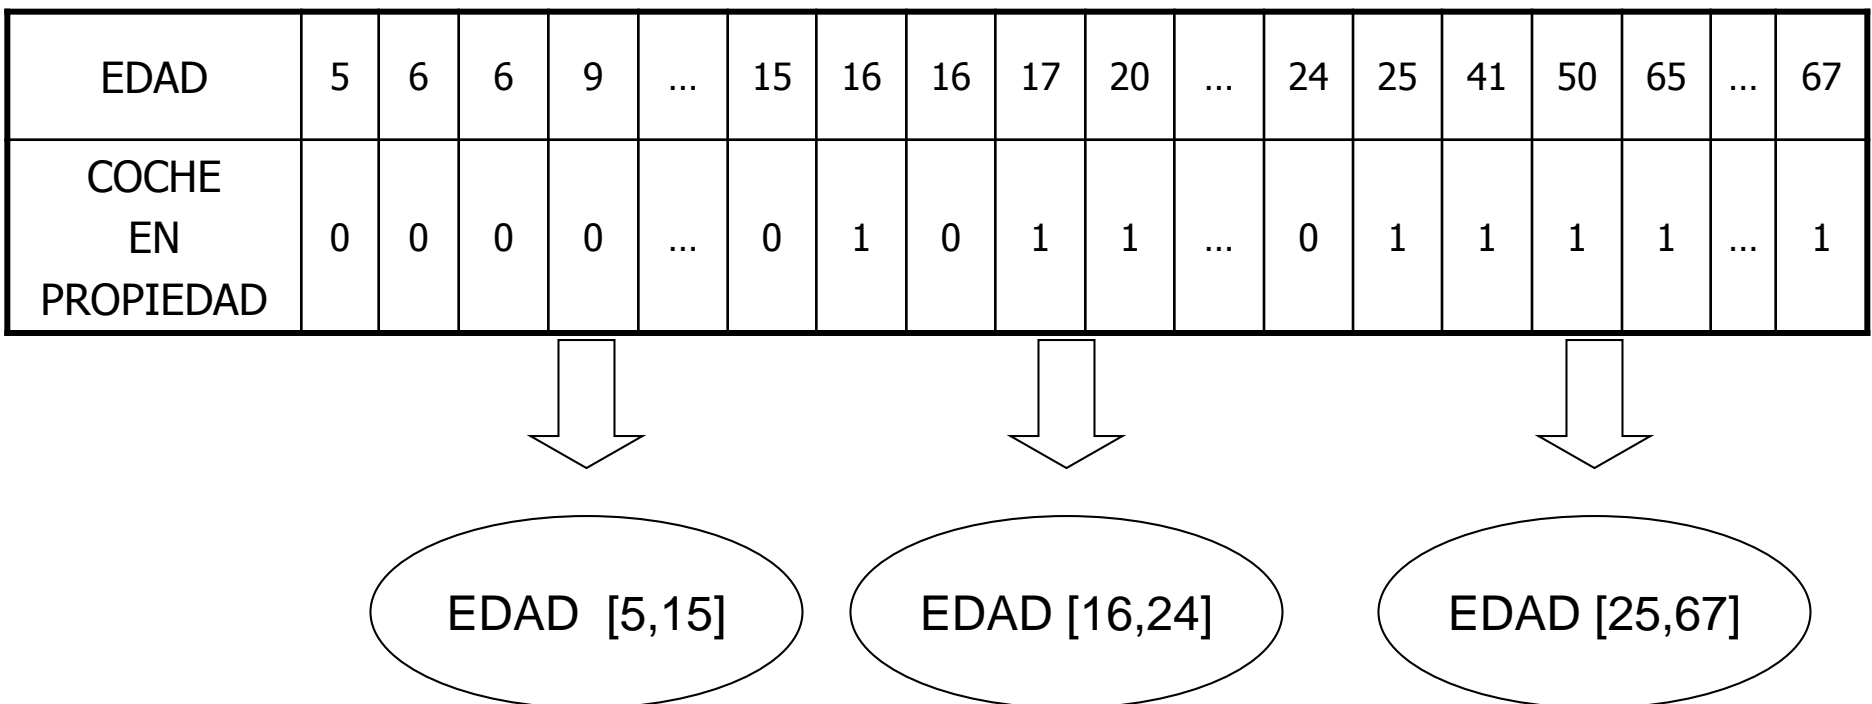 EDAD 5 6 6 9 ... 15 16 16 17 20 ... 24 25 41 50 65 ... 67
COCHE
EN 0 0 0 0 ... 0 1 0 1 1 ... 0 1 1 1 1 ... 1
PROPIEDAD
EDAD [5,15] EDAD [16,24] EDAD [25,67]